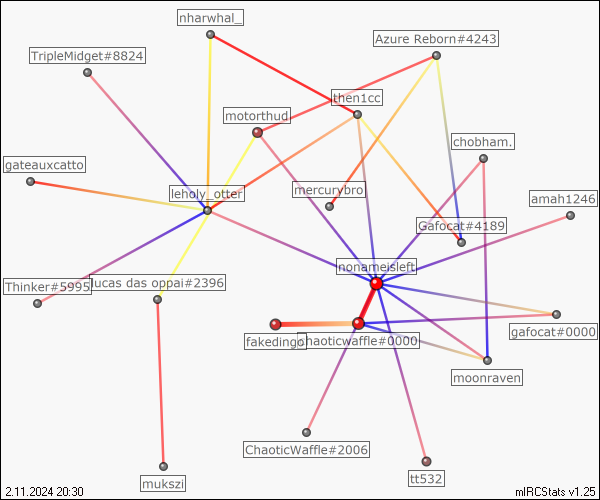 nharwhal_
Azure Reborn#4243
TripleMidget#8824
then1cc
motorthud
chobham.
gateauxcatto
leholy_otter
mercurybro
amah1246
Gafocat#4189
nonameisleft
Thinker#5995
lucas das oppai#2396
gafocat#0000
fakedingo
chaoticwaffle#0000
moonraven
ChaoticWaffle#2006
tt532
mukszi
2.11.2024 20:30
mIRCStats v1.25